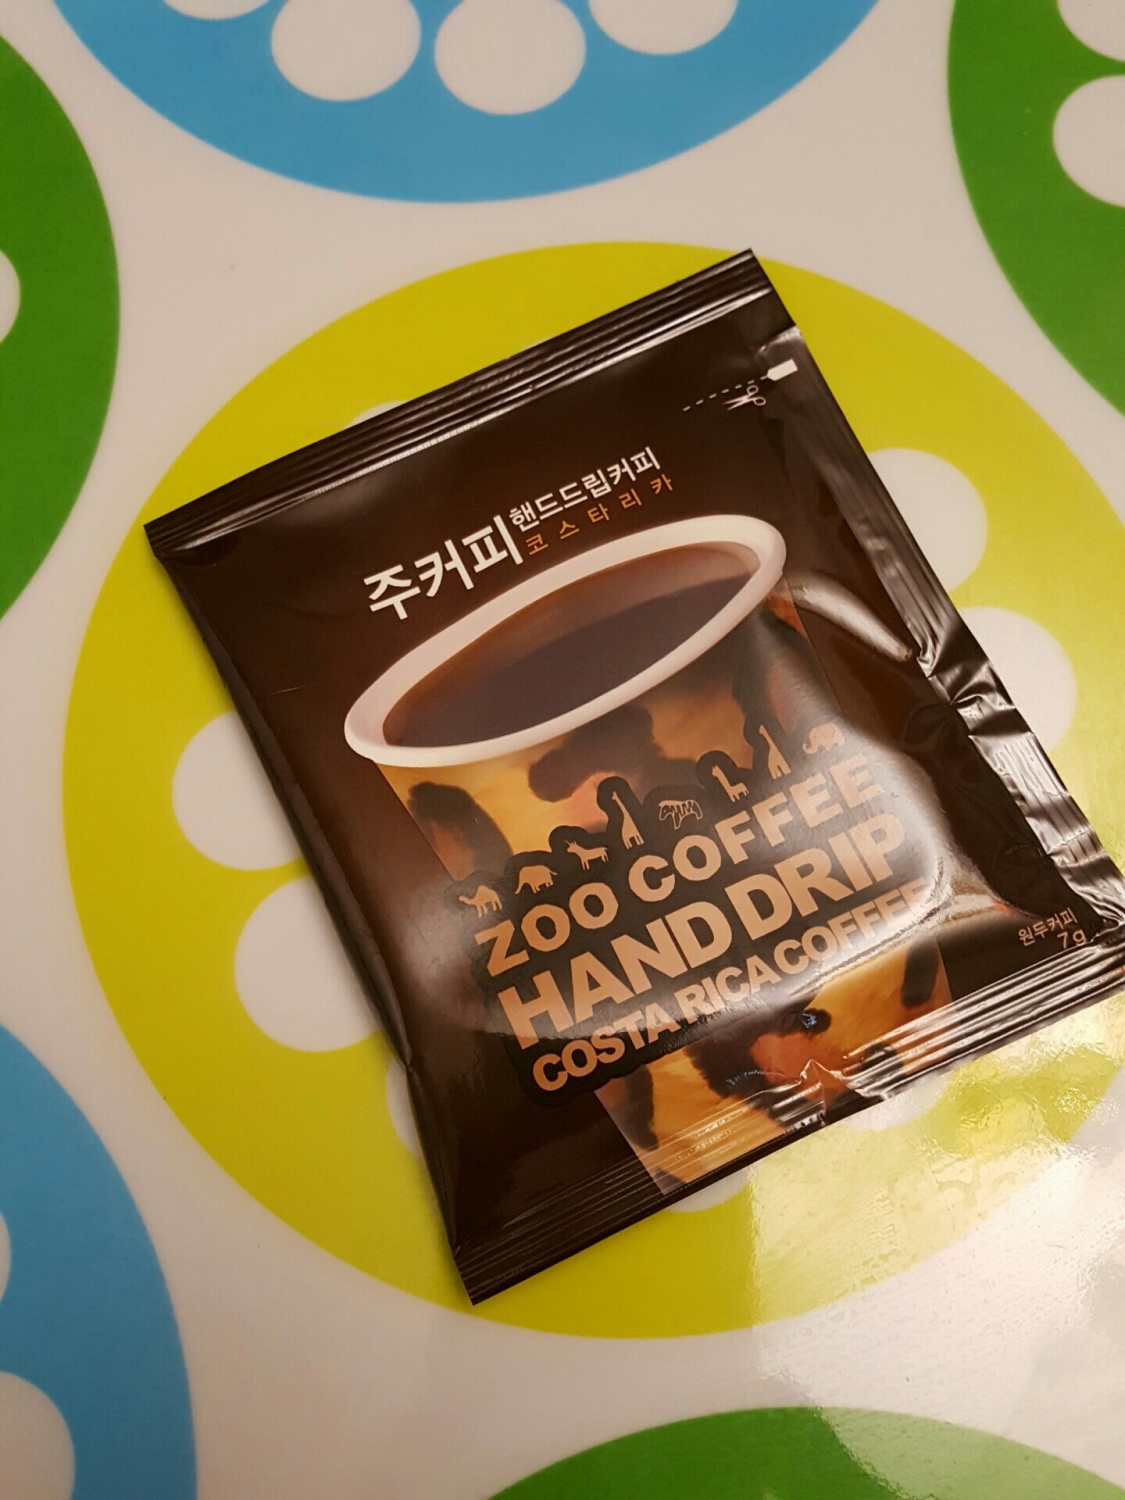 주커피 핸드드립커피
코스타리카
ZOO COFFEE
HAND DRIP
COSTA RICA COFFEE
원두커피
7g